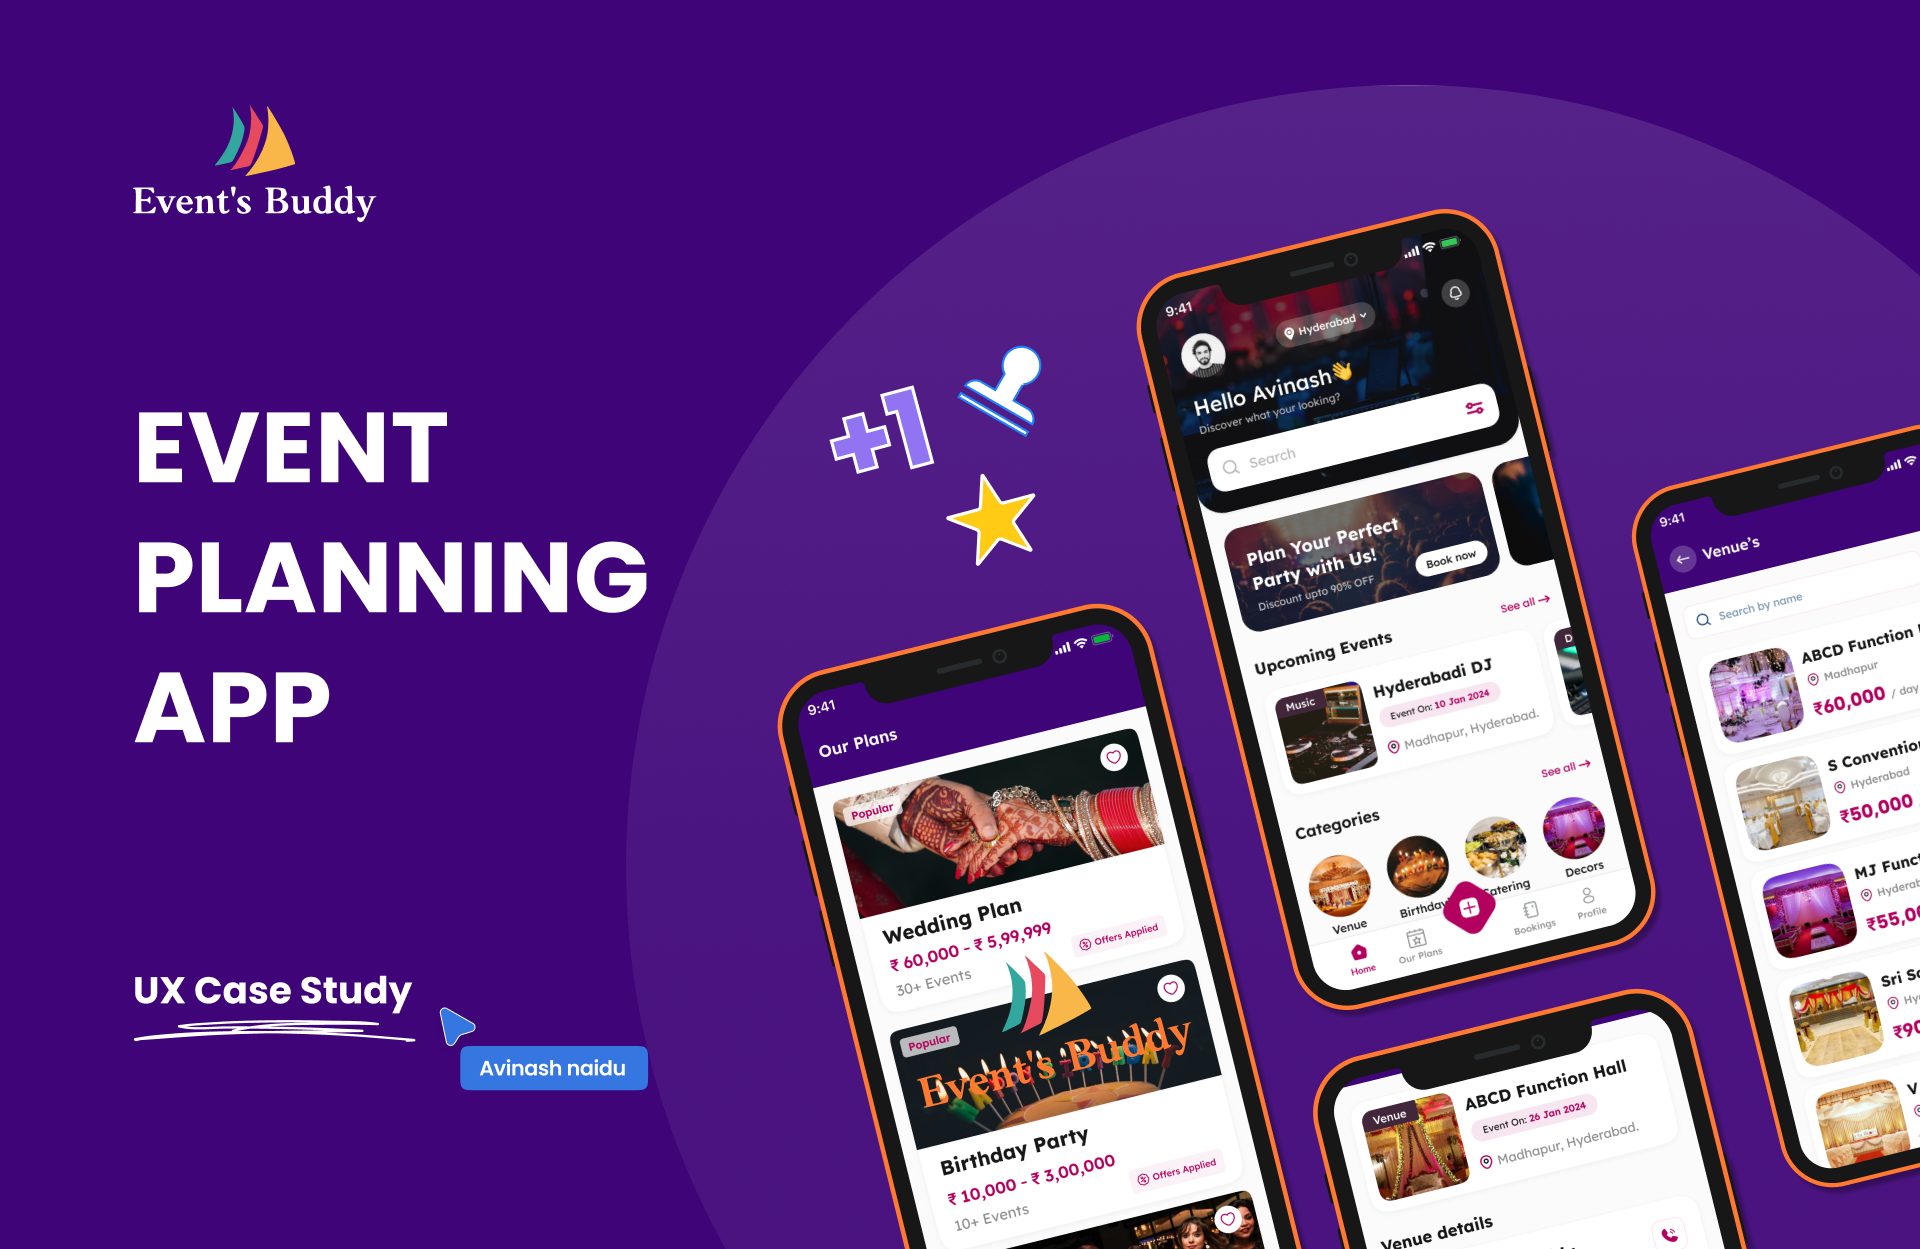 Event's Buddy
EVENT
PLANNING
APP
UX Case Study
Avinash naidu
+1
9:41
Our Plans
Popular
Wedding Plan
₹ 60,000 - ₹ 5,99,999
Offers Applied
30+ Events
Popular
Event's Buddy
Birthday Party
₹ 10,000 - ₹ 3,00,000
Offers Applied
10+ Events
9:41
Hyderabad
Hello Avinash👋
Discover what your looking?
Search
Plan Your Perfect
Party with Us!
Discount upto 90% OFF
Book now
See all →
Upcoming Events
Music
Hyderabadi DJ
Event On: 10 Jan 2024
Madhapur, Hyderabad.
D
See all →
Categories
Venue
Birthday
Catering
Decors
Home
Our Plans
Bookings
Profile
Venue
ABCD Function Hall
Event On: 26 Jan 2024
Madhapur, Hyderabad.
Venue details
9:41
Venue's
Search by name
ABCD Function
Madhapur
₹60,000 / day
S Convention
Hyderabad
₹50,000
MJ Funct
Hyderab
₹55,00
Sri S
Hy
₹90
V